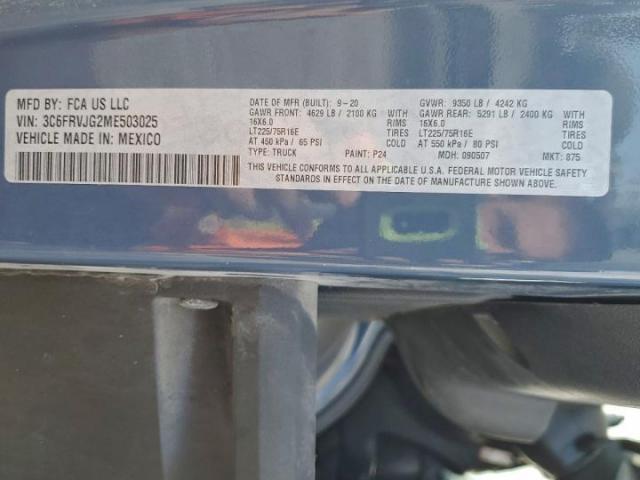 MFD BY: FCA US LLC
VIN: 3C6FRVJG2ME503025
VEHICLE MADE IN: MEXICO
DATE OF MFR (BUILT): 9-20 GVWR: 9350 LB / 4242 KG
GAWR FRONT: 4629 LB / 2100 KG GAWR REAR: 5291 LB / 2400 KG
16X6.0 RIMS 16X6.0 RIMS
LT225/75R16E TIRES LT225/75R16E TIRES
AT 450 kPa / 65 PSI COLD AT 550 kPa / 80 PSI COLD
TYPE: TRUCK PAINT: P24 MDH: 090507 MKT: 875
THIS VEHICLE CONFORMS TO ALL APPLICABLE U.S.A. FEDERAL MOTOR VEHICLE SAFETY
STANDARDS IN EFFECT ON THE DATE OF MANUFACTURE SHOWN ABOVE.